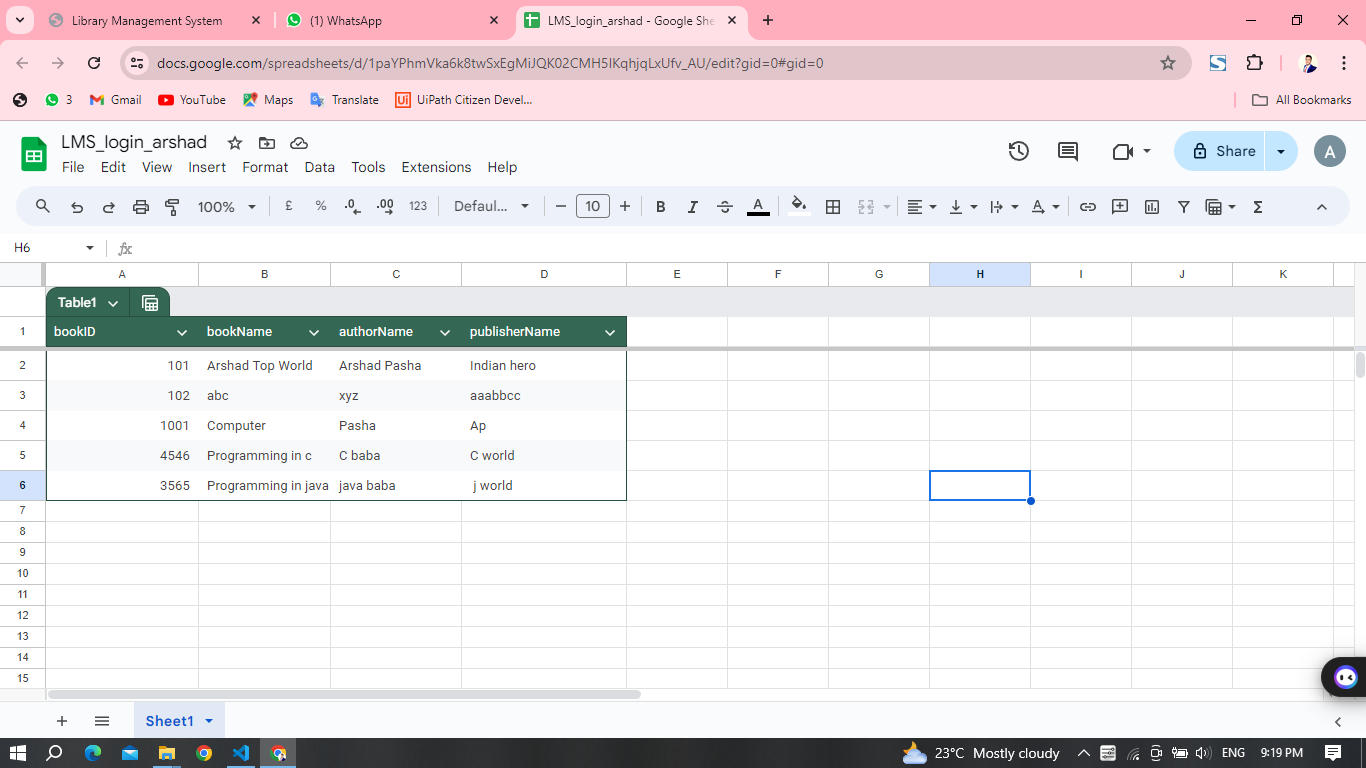 Library Management System
(1) WhatsApp
LMS_login_arshad - Google She
docs.google.com/spreadsheets/d/1paYPhmVka6k8twSxEgMiJQK02CMH5IKqhjqLxUfv_AU/edit?gid=0#gid=0
3 Gmail YouTube Maps Translate UiPath Citizen Devel... All Bookmarks
LMS_login_arshad
File Edit View Insert Format Data Tools Extensions Help
Share
A
100% £ % .0 .00 123 Defaul... 10 B I S A
H6 fx
A B C D E F G H I J K
Table1
1 bookID bookName authorName publisherName
2 101 Arshad Top World Arshad Pasha Indian hero
3 102 abc xyz aaabbcc
4 1001 Computer Pasha Ap
5 4546 Programming in c C baba C world
6 3565 Programming in java java baba j world
7
8
9
10
11
12
13
14
15
Sheet1
23°C Mostly cloudy ENG 9:19 PM